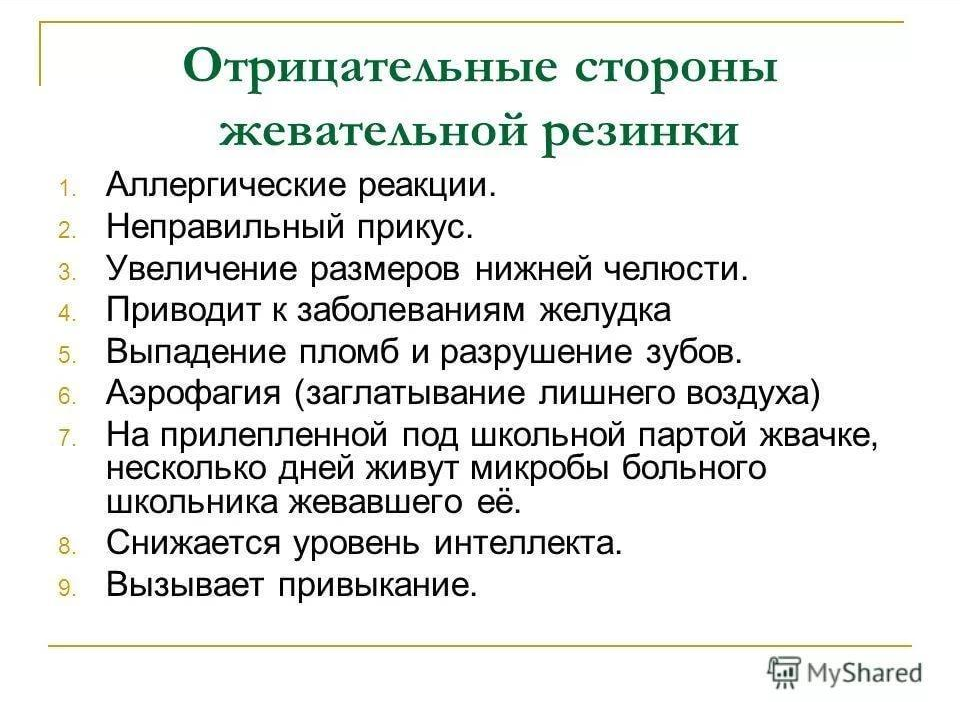 Отрицательные стороны
жевательной резинки
1. Аллергические реакции.
2. Неправильный прикус.
3. Увеличение размеров нижней челюсти.
4. Приводит к заболеваниям желудка
5. Выпадение пломб и разрушение зубов.
6. Аэрофагия (заглатывание лишнего воздуха)
7. На прилепленной под школьной партой жвачке,
несколько дней живут микробы больного
школьника жевавшего её.
8. Снижается уровень интеллекта.
9. Вызывает привыкание.
MyShared